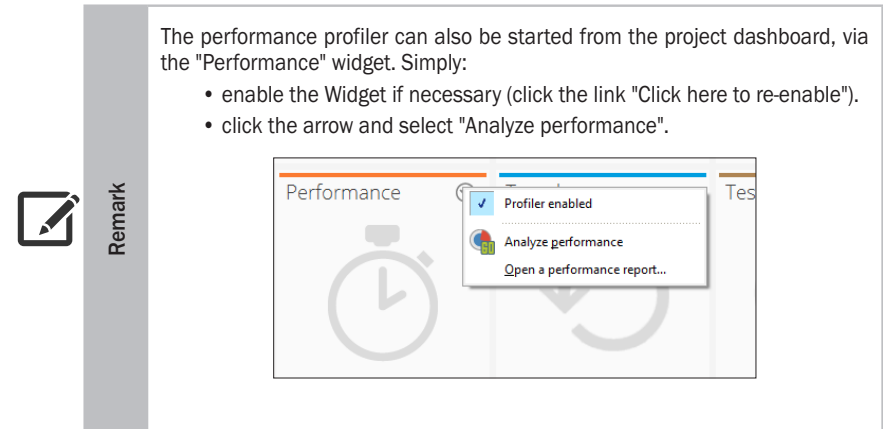 The performance profiler can also be started from the project dashboard, via
the "Performance" widget. Simply:
• enable the Widget if necessary (click the link "Click here to re-enable").
• click the arrow and select "Analyze performance".
Remark
Performance
Tes
Profiler enabled
Analyze performance
Open a performance report...